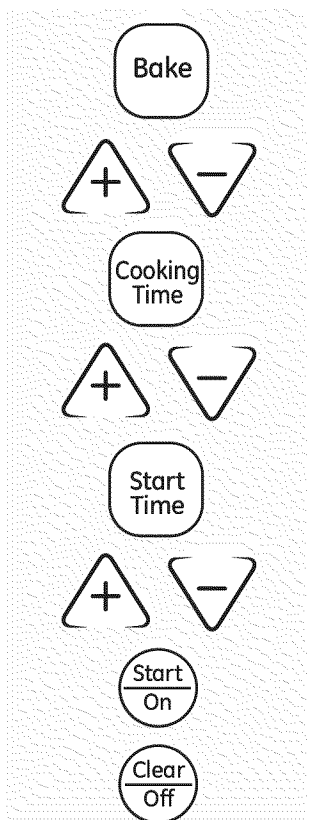 Bake
+ −
Cooking
Time
+ −
Start
Time
+ −
Start
On
Clear
Off